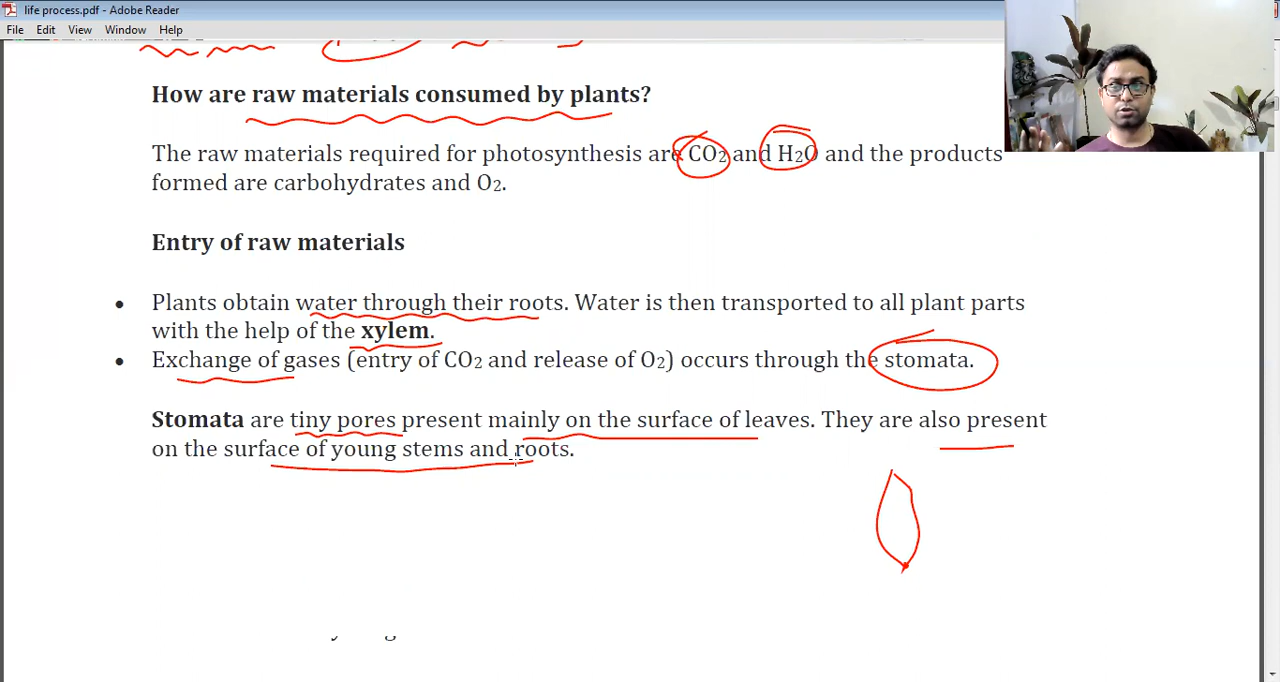 life process.pdf - Adobe Reader
File Edit View Window Help
How are raw materials consumed by plants?
The raw materials required for photosynthesis are CO2 and H2O and the products
formed are carbohydrates and O2.
Entry of raw materials
• Plants obtain water through their roots. Water is then transported to all plant parts
with the help of the xylem.
• Exchange of gases (entry of CO2 and release of O2) occurs through the stomata.
Stomata are tiny pores present mainly on the surface of leaves. They are also present
on the surface of young stems and roots.